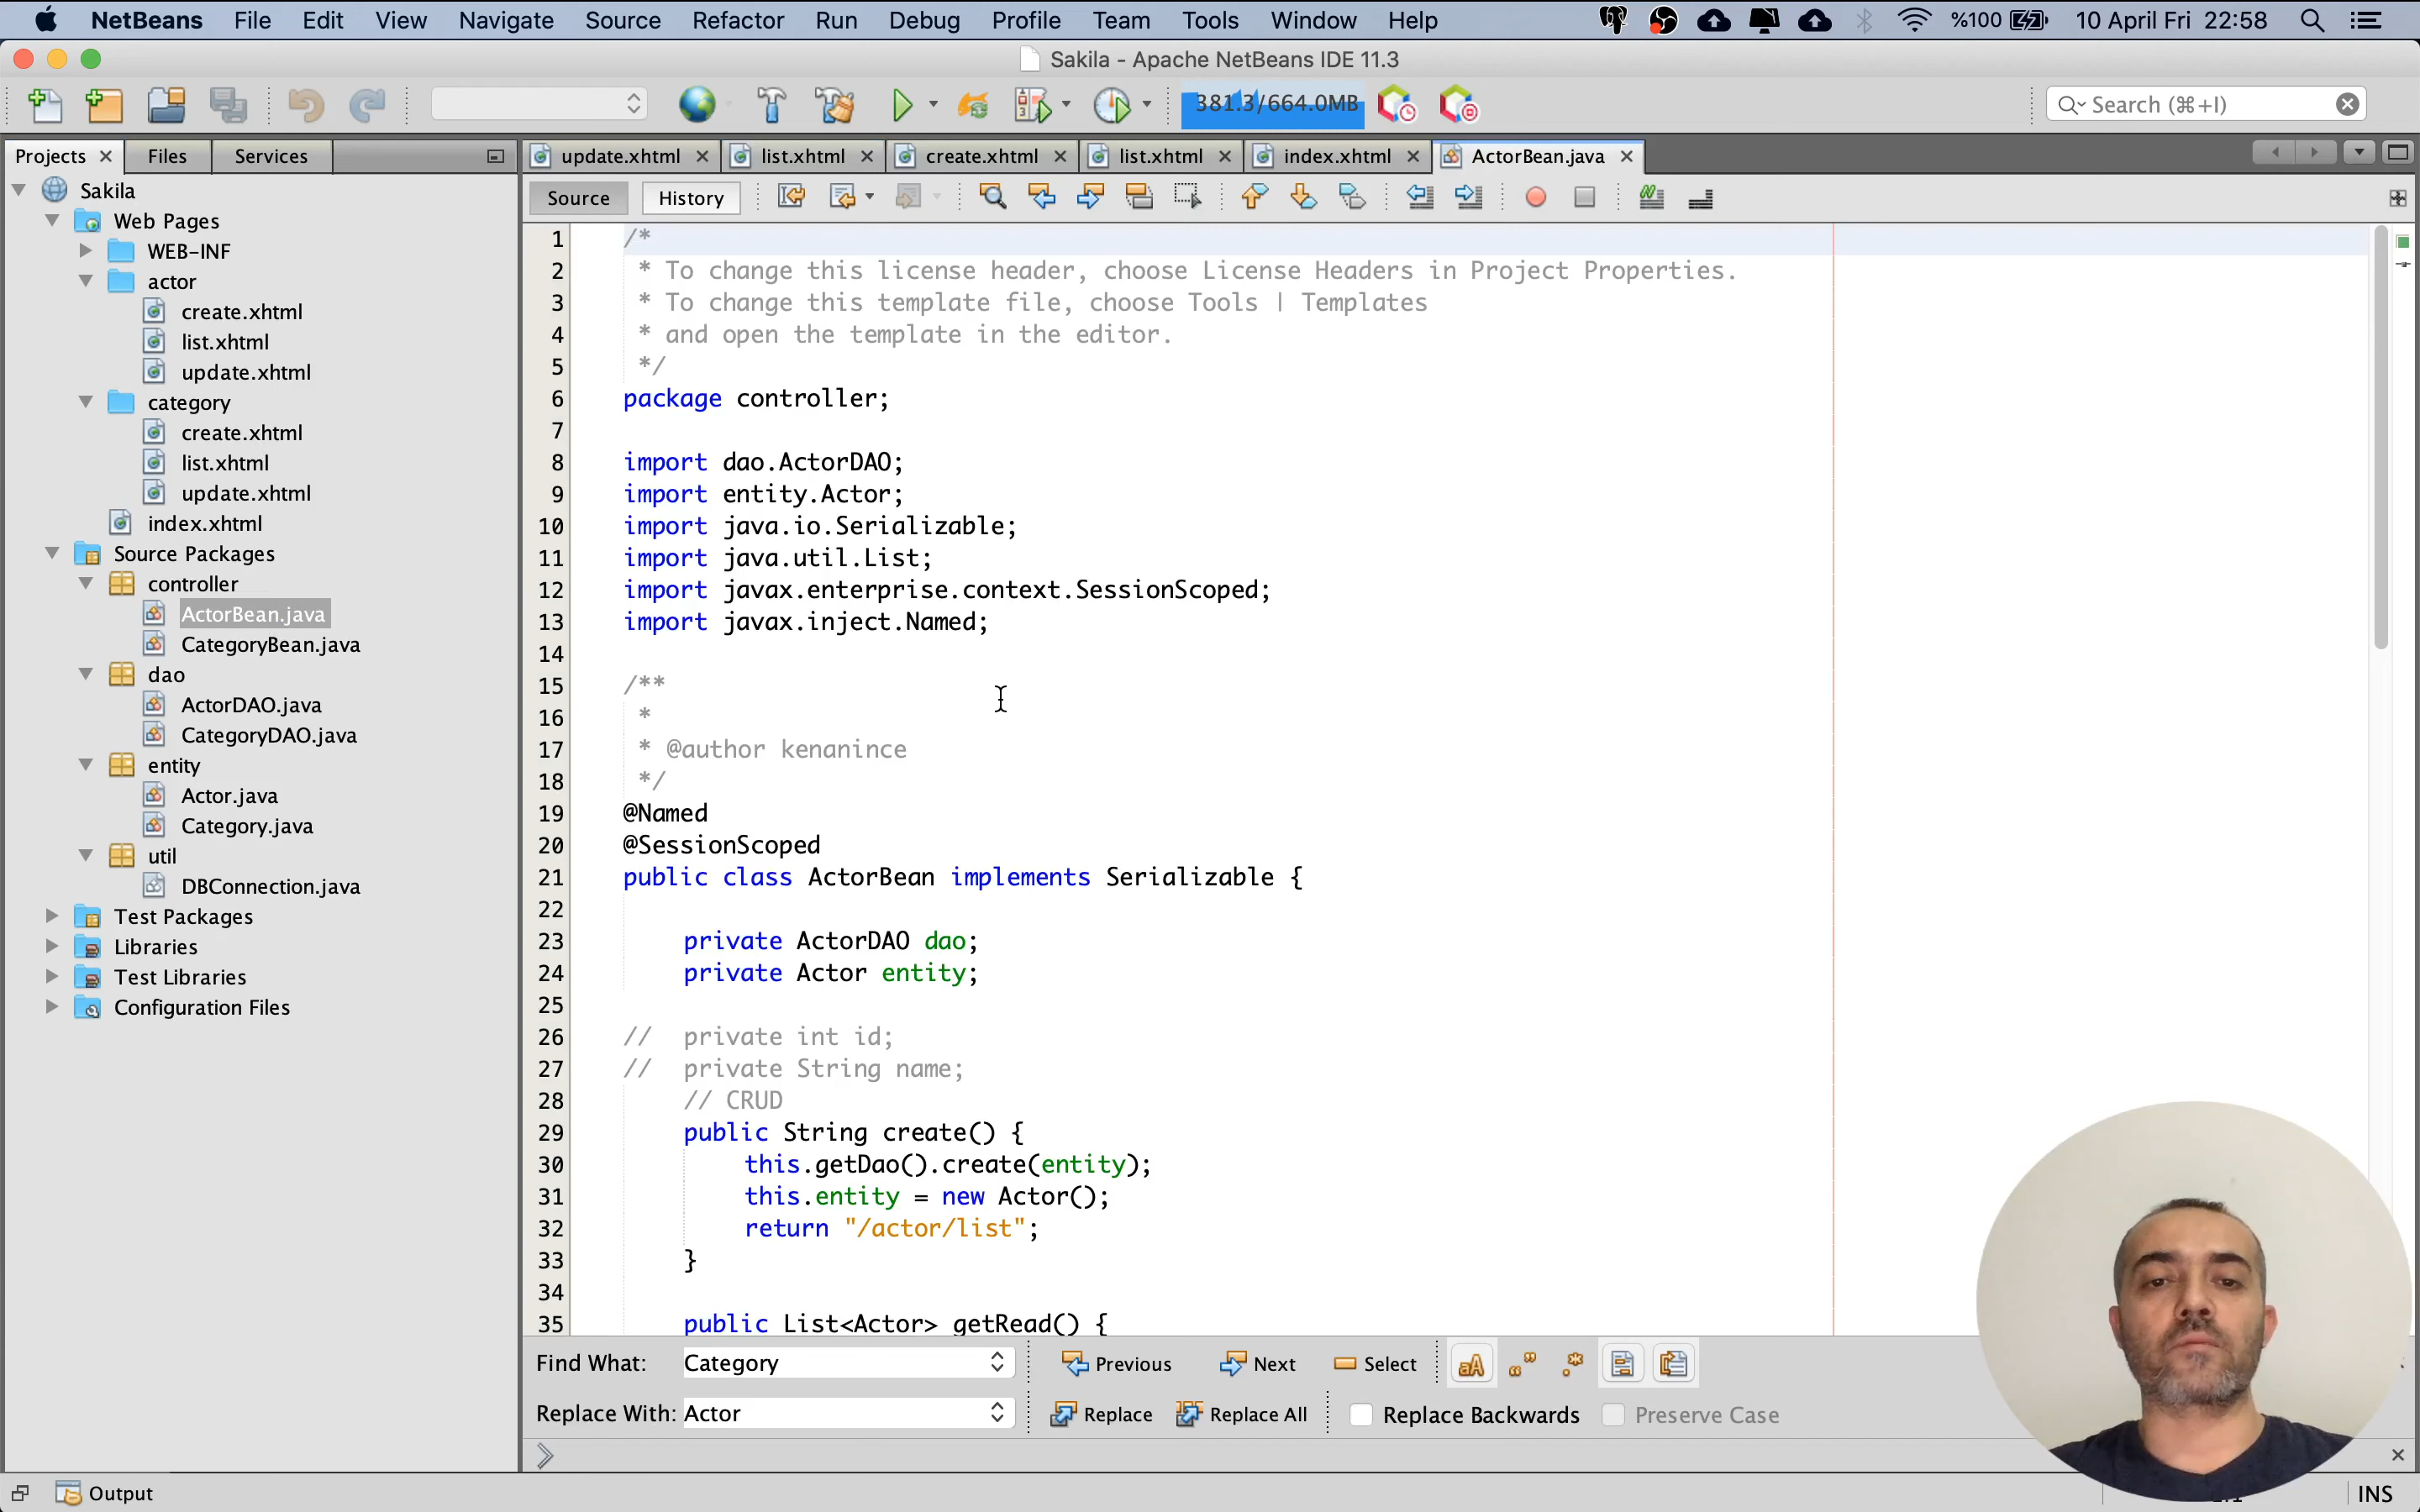 NetBeans File Edit View Navigate Source Refactor Run Debug Profile Team Tools Window Help %100 10 April Fri 22:58
Sakila - Apache NetBeans IDE 11.3
381.3/664.0MB Search (⌘+I)
Projects Files Services
update.xhtml list.xhtml create.xhtml list.xhtml index.xhtml ActorBean.java
Source History
Sakila
Web Pages
WEB-INF
actor
create.xhtml
list.xhtml
update.xhtml
category
create.xhtml
list.xhtml
update.xhtml
index.xhtml
Source Packages
controller
ActorBean.java
CategoryBean.java
dao
ActorDAO.java
CategoryDAO.java
entity
Actor.java
Category.java
util
DBConnection.java
Test Packages
Libraries
Test Libraries
Configuration Files
1 /*
2 * To change this license header, choose License Headers in Project Properties.
3 * To change this template file, choose Tools | Templates
4 * and open the template in the editor.
5 */
6 package controller;
7
8 import dao.ActorDAO;
9 import entity.Actor;
10 import java.io.Serializable;
11 import java.util.List;
12 import javax.enterprise.context.SessionScoped;
13 import javax.inject.Named;
14
15 /**
16 *
17 * @author kenanince
18 */
19 @Named
20 @SessionScoped
21 public class ActorBean implements Serializable {
22
23 private ActorDAO dao;
24 private Actor entity;
25
26 // private int id;
27 // private String name;
28 // CRUD
29 public String create() {
30 this.getDao().create(entity);
31 this.entity = new Actor();
32 return "/actor/list";
33 }
34
35 public List<Actor> getRead() {
Find What: Category Previous Next Select
Replace With: Actor Replace Replace All Replace Backwards Preserve Case
Output INS